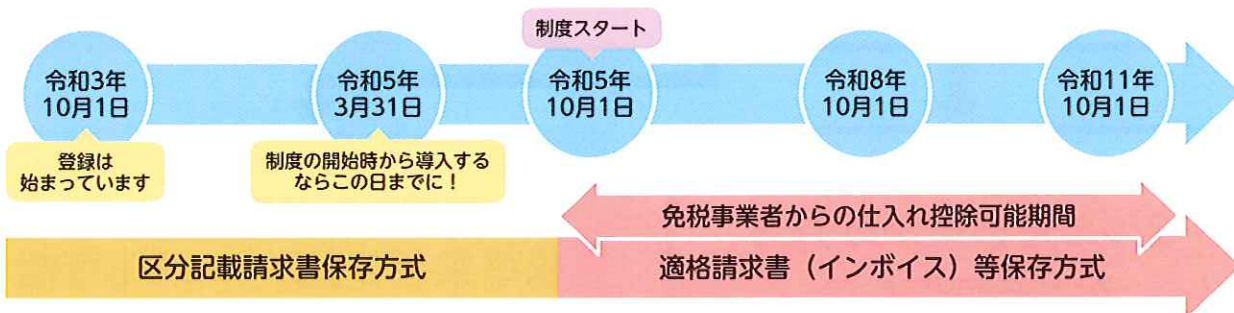 制度スタート
令和3年
10月1日
令和5年
3月31日
令和5年
10月1日
令和8年
10月1日
令和11年
10月1日
登録は
始まっています
制度の開始時から導入する
ならこの日までに！
免税事業者からの仕入れ控除可能期間
区分記載請求書保存方式
適格請求書（インボイス）等保存方式